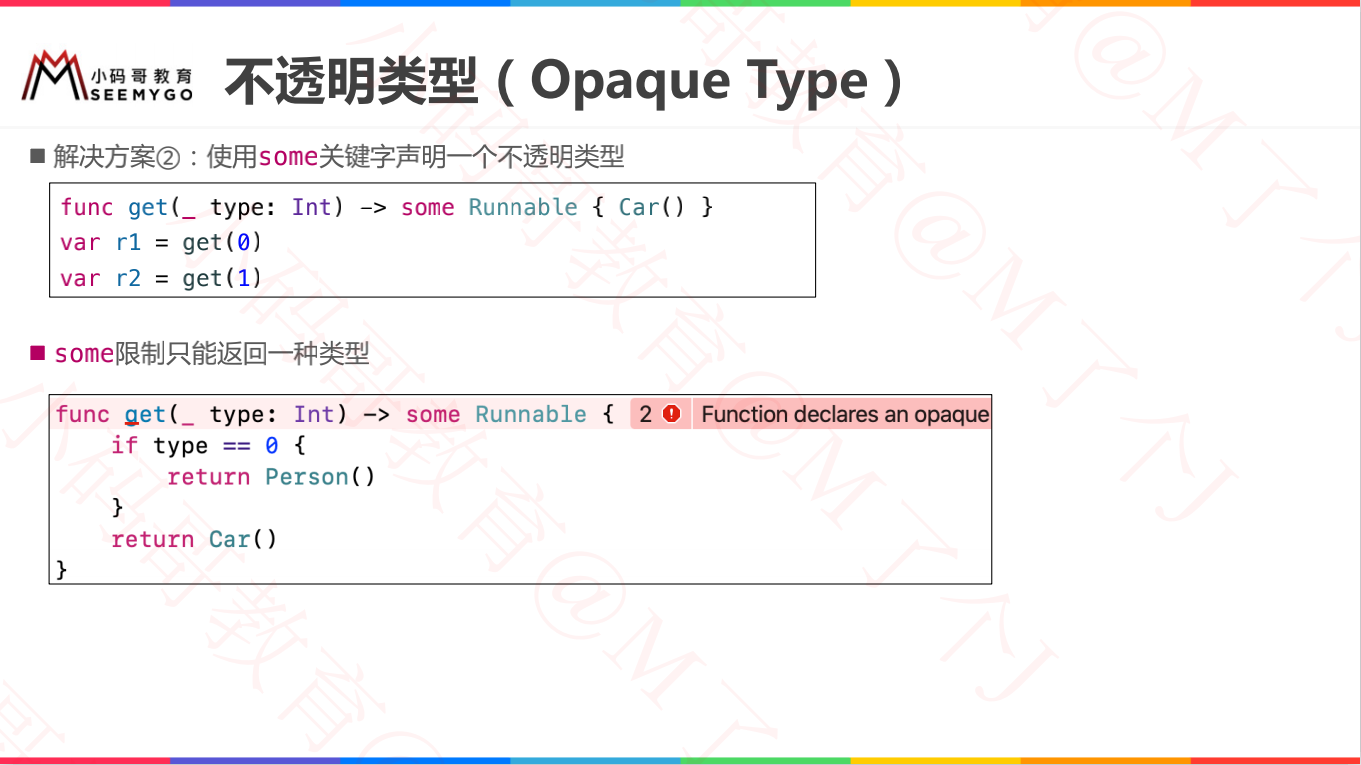 小码哥教育
SEEMYGO
不透明类型（Opaque Type）
■ 解决方案②：使用some关键字声明一个不透明类型
func get(_ type: Int) -> some Runnable { Car() }
var r1 = get(0)
var r2 = get(1)
■ some限制只能返回一种类型
func get(_ type: Int) -> some Runnable { 2 Function declares an opaque
if type == 0 {
return Person()
}
return Car()
}
小码哥教育@M了个J